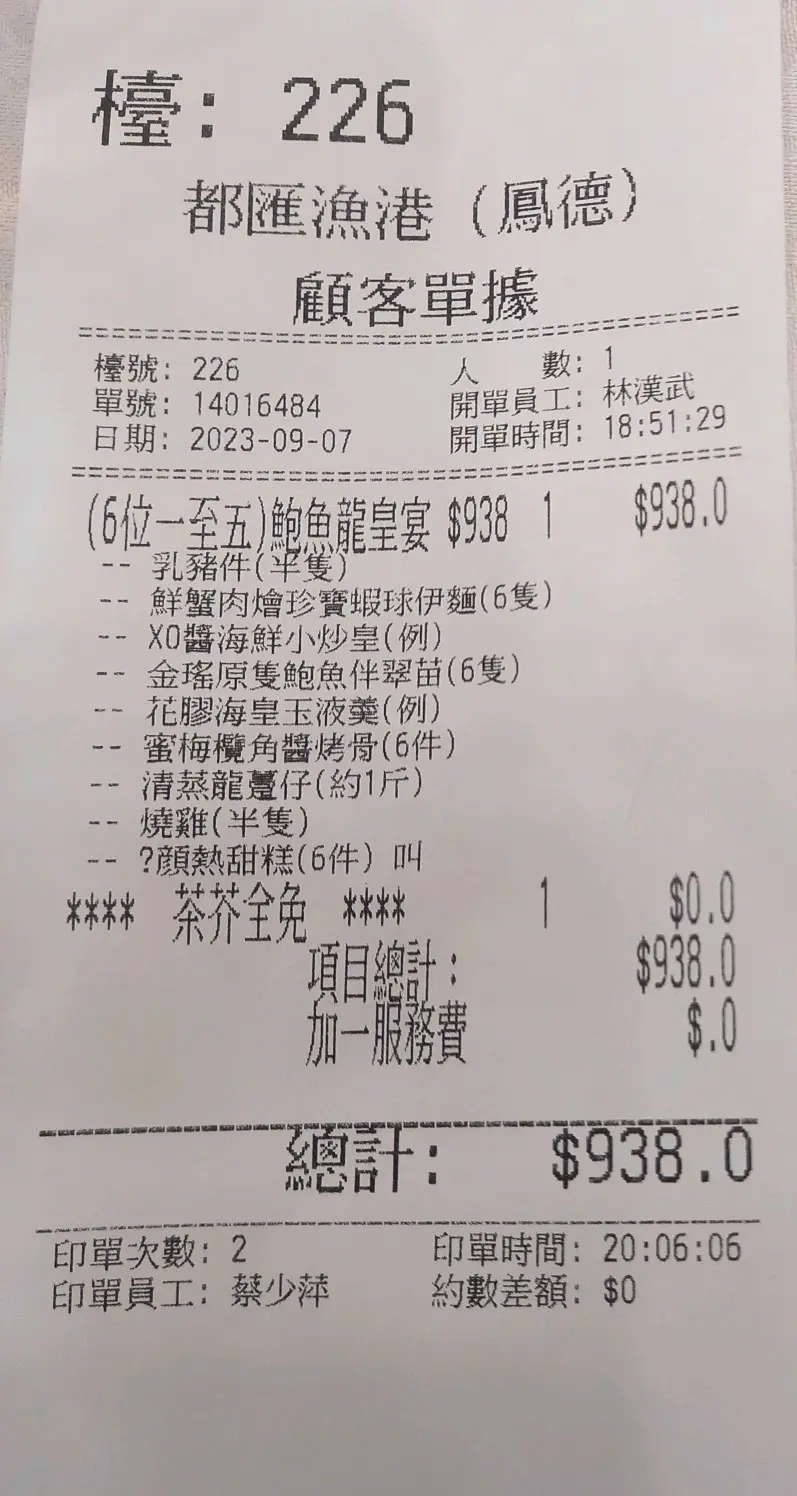 檯: 226
都匯漁港 (鳳德)
顧客單據
檯號: 226 人 數: 1
單號: 14016484 開單員工: 林漢武
日期: 2023-09-07 開單時間: 18:51:29
(6位一至五)鮑魚龍皇宴 $938 1 $938.0
-- 乳豬件(半隻)
-- 鮮蟹肉燴珍寶蝦球伊麵(6隻)
-- XO醬海鮮小炒皇(例)
-- 金瑤原隻鮑魚伴翠苗(6隻)
-- 花膠海皇玉液羹(例)
-- 蜜梅欖角醬烤骨(6件)
-- 清蒸龍躉仔(約1斤)
-- 燒雞(半隻)
-- ?顔熱甜糕(6件) 叫
**** 茶芥全免 **** 1 $0.0
項目總計: $938.0
加一服務費 $.0
總計: $938.0
印單次數: 2 印單時間: 20:06:06
印單員工: 蔡少萍 約數差額: $0